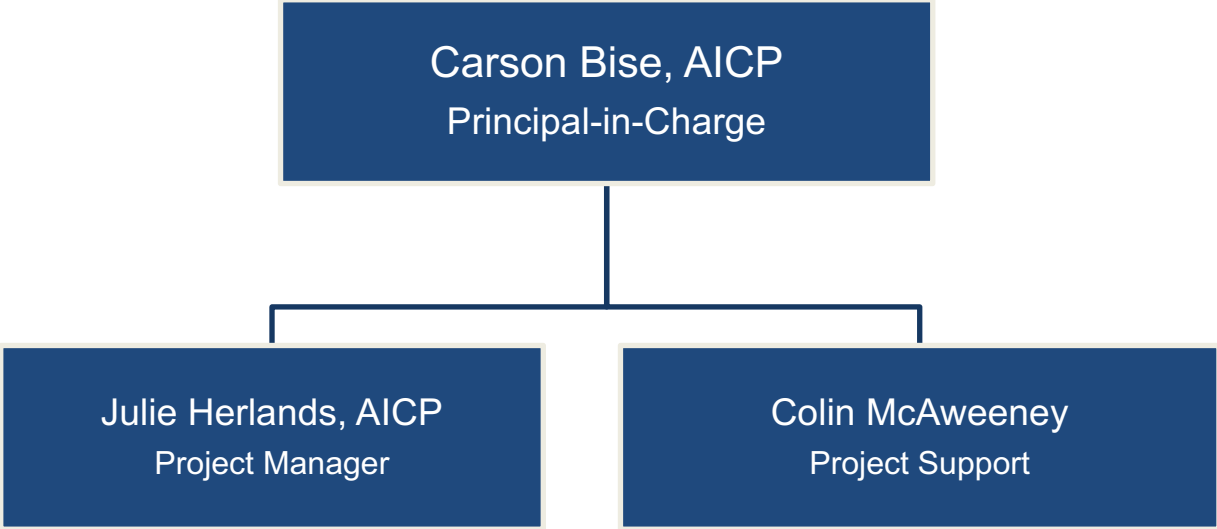 Carson Bise, AICP
Principal-in-Charge
Julie Herlands, AICP
Project Manager
Colin McAweeney
Project Support